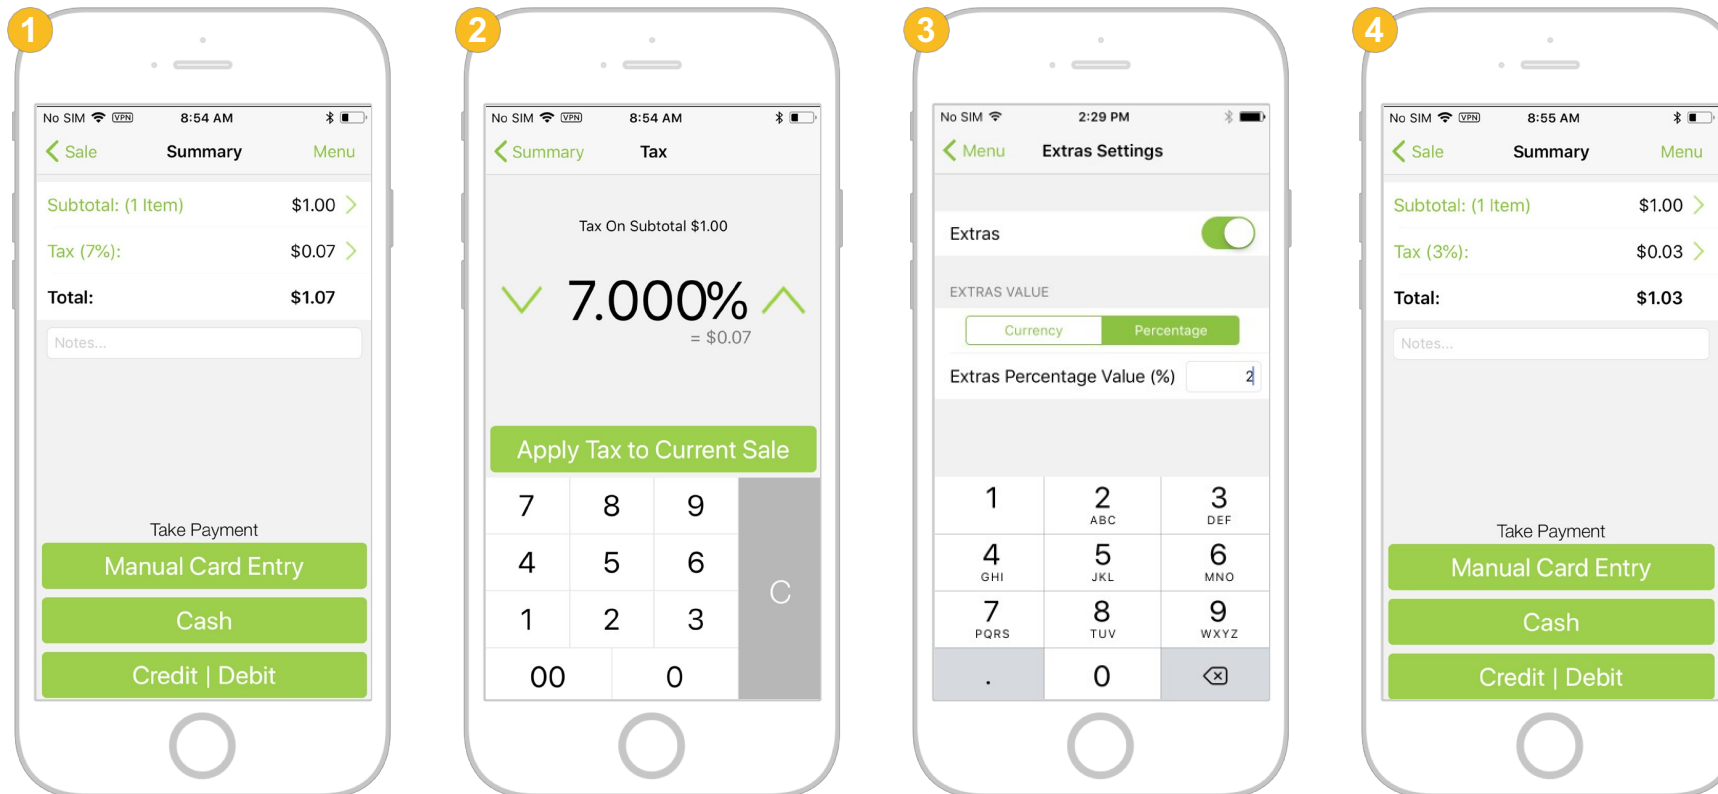 1
No SIM VPN 8:54 AM
Sale Summary Menu
Subtotal: (1 Item) $1.00
Tax (7%): $0.07
Total: $1.07
Notes...
Take Payment
Manual Card Entry
Cash
Credit | Debit
2
No SIM VPN 8:54 AM
Summary Tax
Tax On Subtotal $1.00
7.000%
= $0.07
Apply Tax to Current Sale
7 8 9
4 5 6
C
1 2 3
00 0
3
No SIM 2:29 PM
Menu Extras Settings
Extras
EXTRAS VALUE
Currency Percentage
Extras Percentage Value (%) 2
1 2 3
ABC DEF
4 5 6
GHI JKL MNO
7 8 9
PQRS TUV WXYZ
. 0
4
No SIM VPN 8:55 AM
Sale Summary Menu
Subtotal: (1 Item) $1.00
Tax (3%): $0.03
Total: $1.03
Notes...
Take Payment
Manual Card Entry
Cash
Credit | Debit